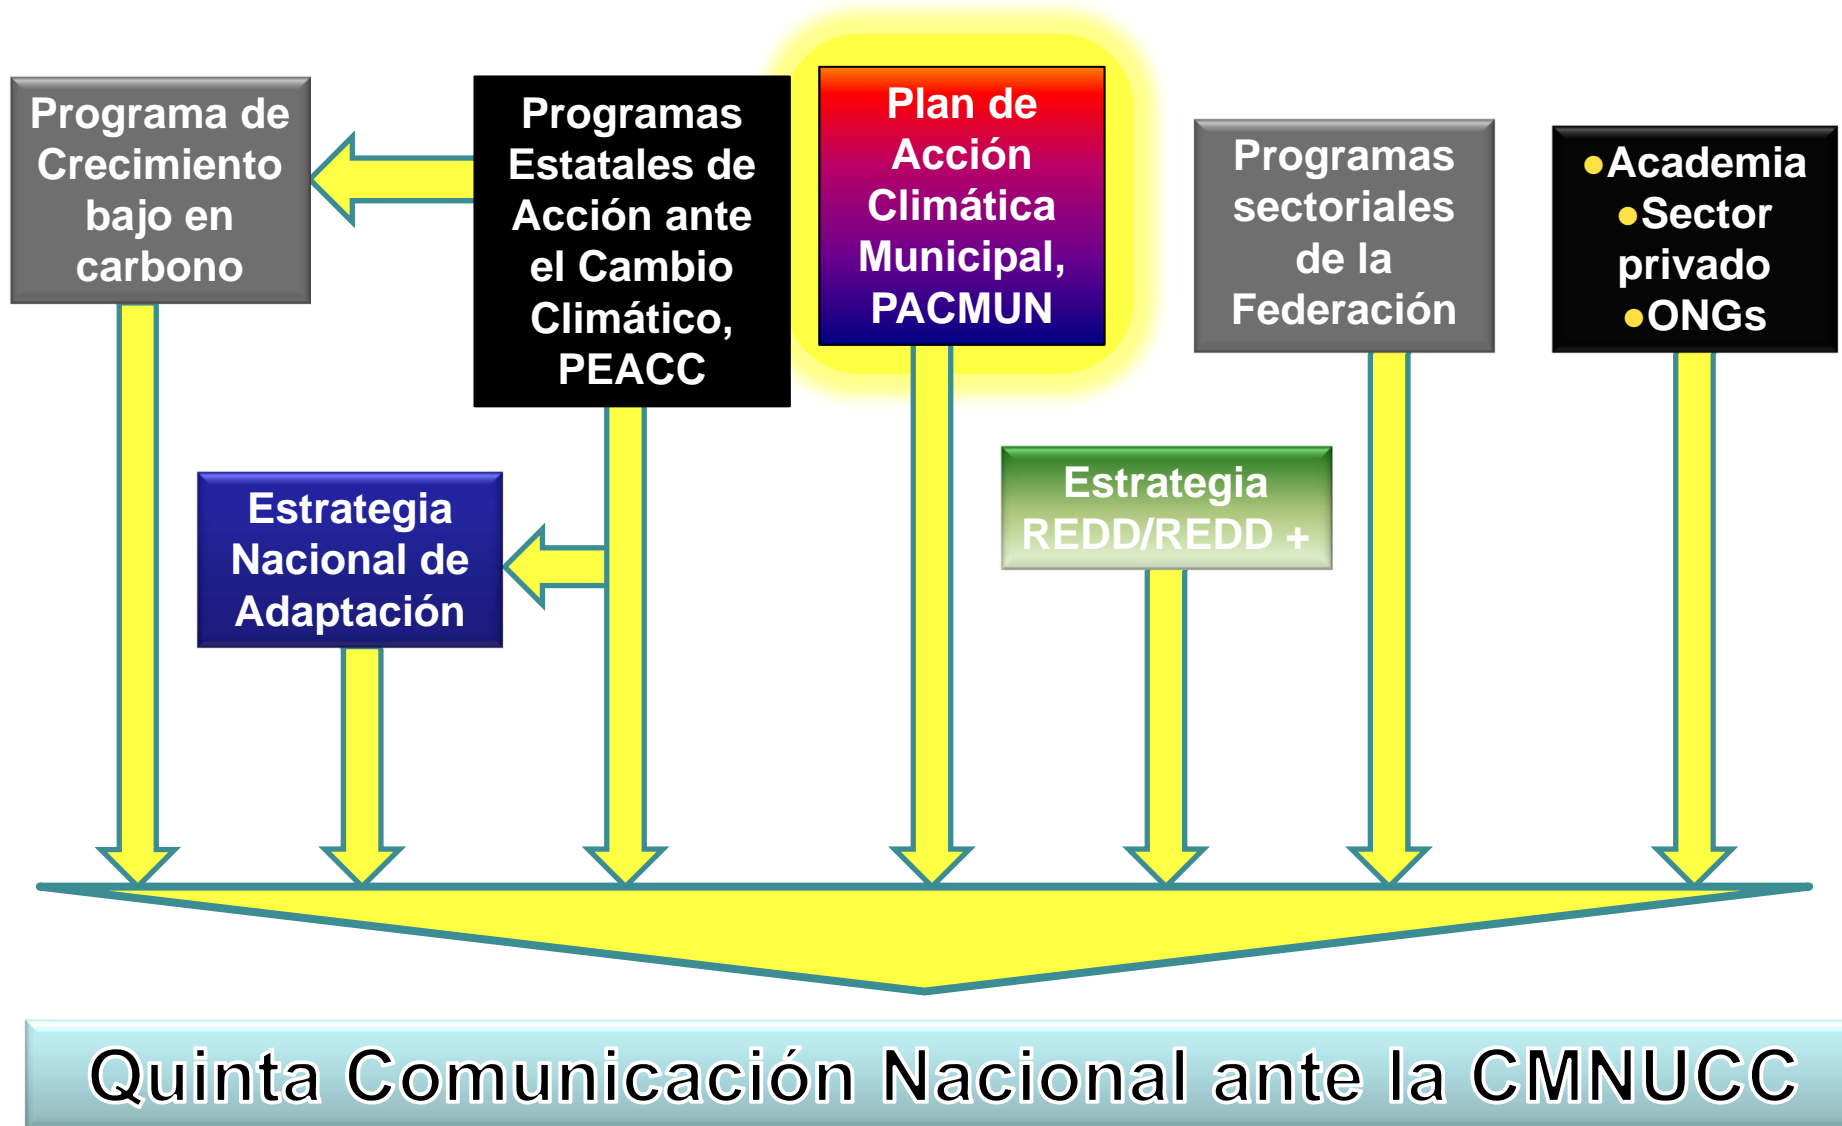 Programa de
Crecimiento
bajo en
carbono
Programas
Estatales de
Acción ante
el Cambio
Climático,
PEACC
Plan de
Acción
Climática
Municipal,
PACMUN
Programas
sectoriales
de la
Federación
●Academia
●Sector
privado
●ONGs
Estrategia
Nacional de
Adaptación
Estrategia
REDD/REDD +
Quinta Comunicación Nacional ante la CMNUCC